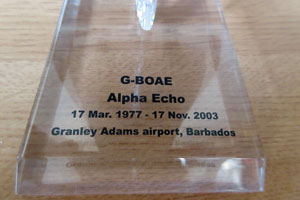 G-BOAE
Alpha Echo
17 Mar. 1977 - 17 Nov. 2003
Granley Adams airport, Barbados